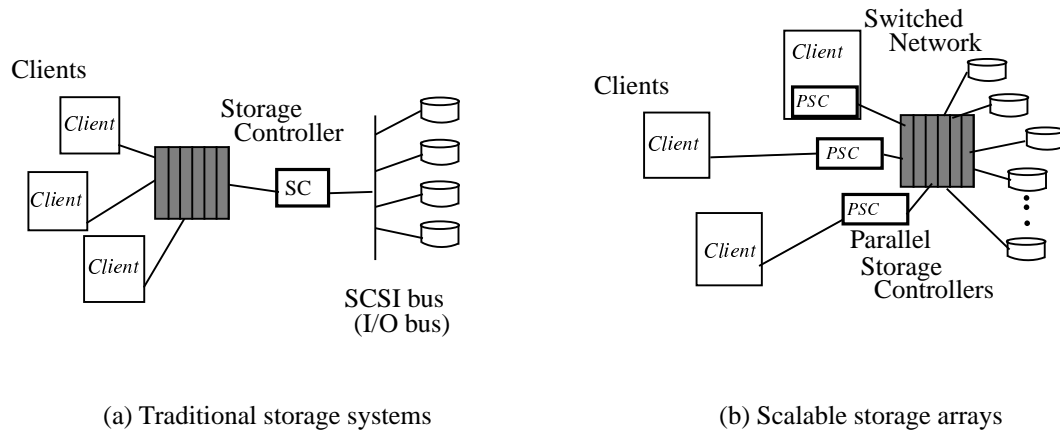 Clients
Client
Client
Client
Storage
Controller
SC
SCSI bus
(I/O bus)
(a) Traditional storage systems
Switched
Network
Clients
Client
PSC
Client
PSC
Client
PSC
Parallel
Storage
Controllers
(b) Scalable storage arrays